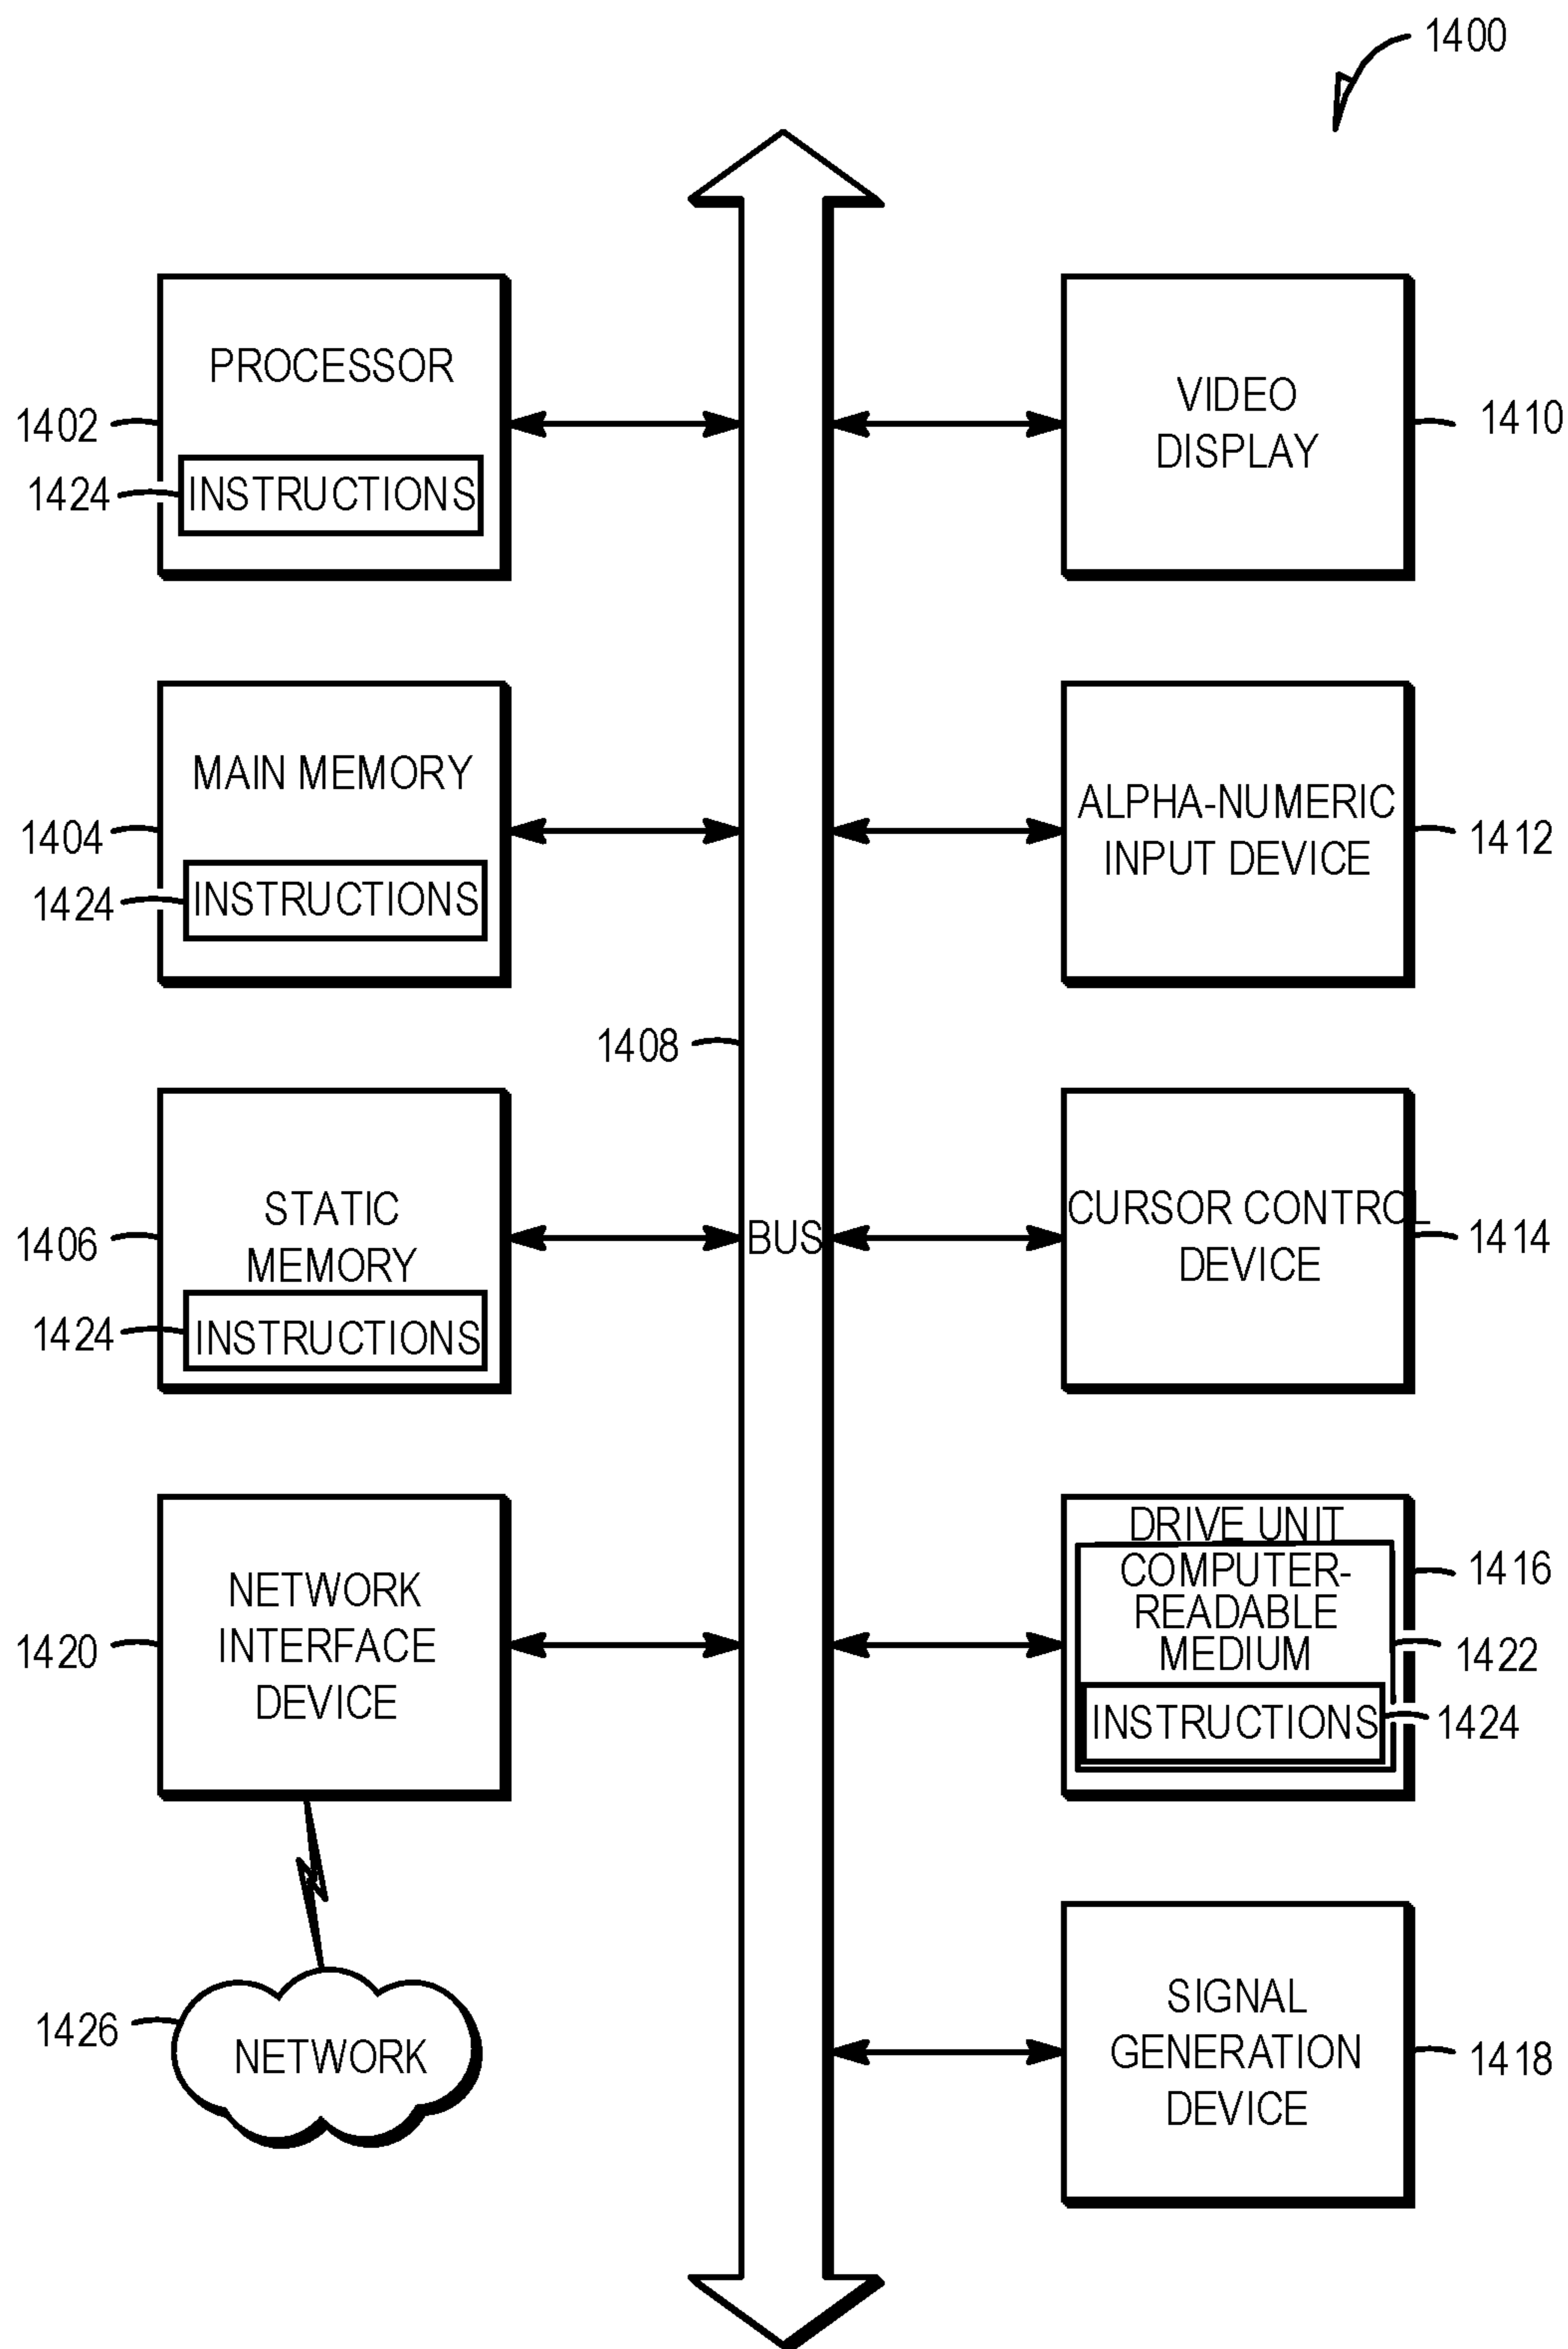 1400
PROCESSOR
1402
1424
INSTRUCTIONS
VIDEO
DISPLAY
1410
MAIN MEMORY
1404
1424
INSTRUCTIONS
ALPHA-NUMERIC
INPUT DEVICE
1412
1408
STATIC
MEMORY
1406
1424
INSTRUCTIONS
BUS
CURSOR CONTROL
DEVICE
1414
NETWORK
INTERFACE
DEVICE
1420
DRIVE UNIT
COMPUTER-
READABLE
MEDIUM
INSTRUCTIONS
1416
1422
1424
1426
NETWORK
SIGNAL
GENERATION
DEVICE
1418